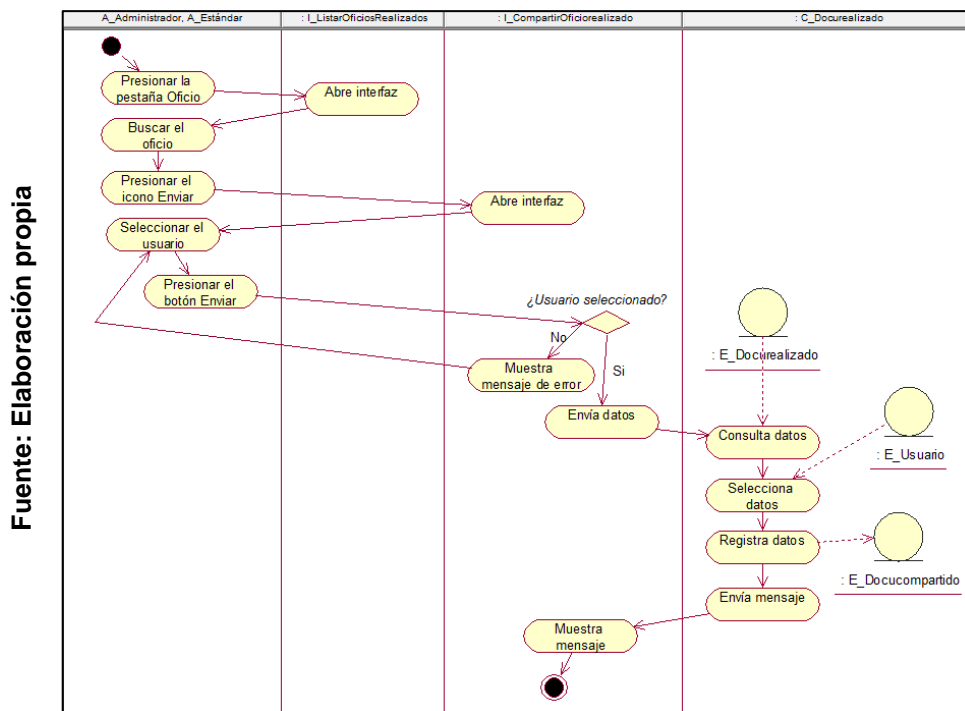 A_Administrador, A_Estándar
: I_ListarOficiosRealizados
: I_CompartirOficiorealizado
: C_Docurealizado
Presionar la
pestaña Oficio
Abre interfaz
Buscar el
oficio
Presionar el
icono Enviar
Abre interfaz
Seleccionar el
usuario
Presionar el
botón Enviar
¿Usuario seleccionado?
No
Si
Muestra
mensaje de error
Envía datos
: E_Docurealizado
Consulta datos
: E_Usuario
Selecciona
datos
Registra datos
: E_Docucompartido
Envía mensaje
Muestra
mensaje
Fuente: Elaboración propia